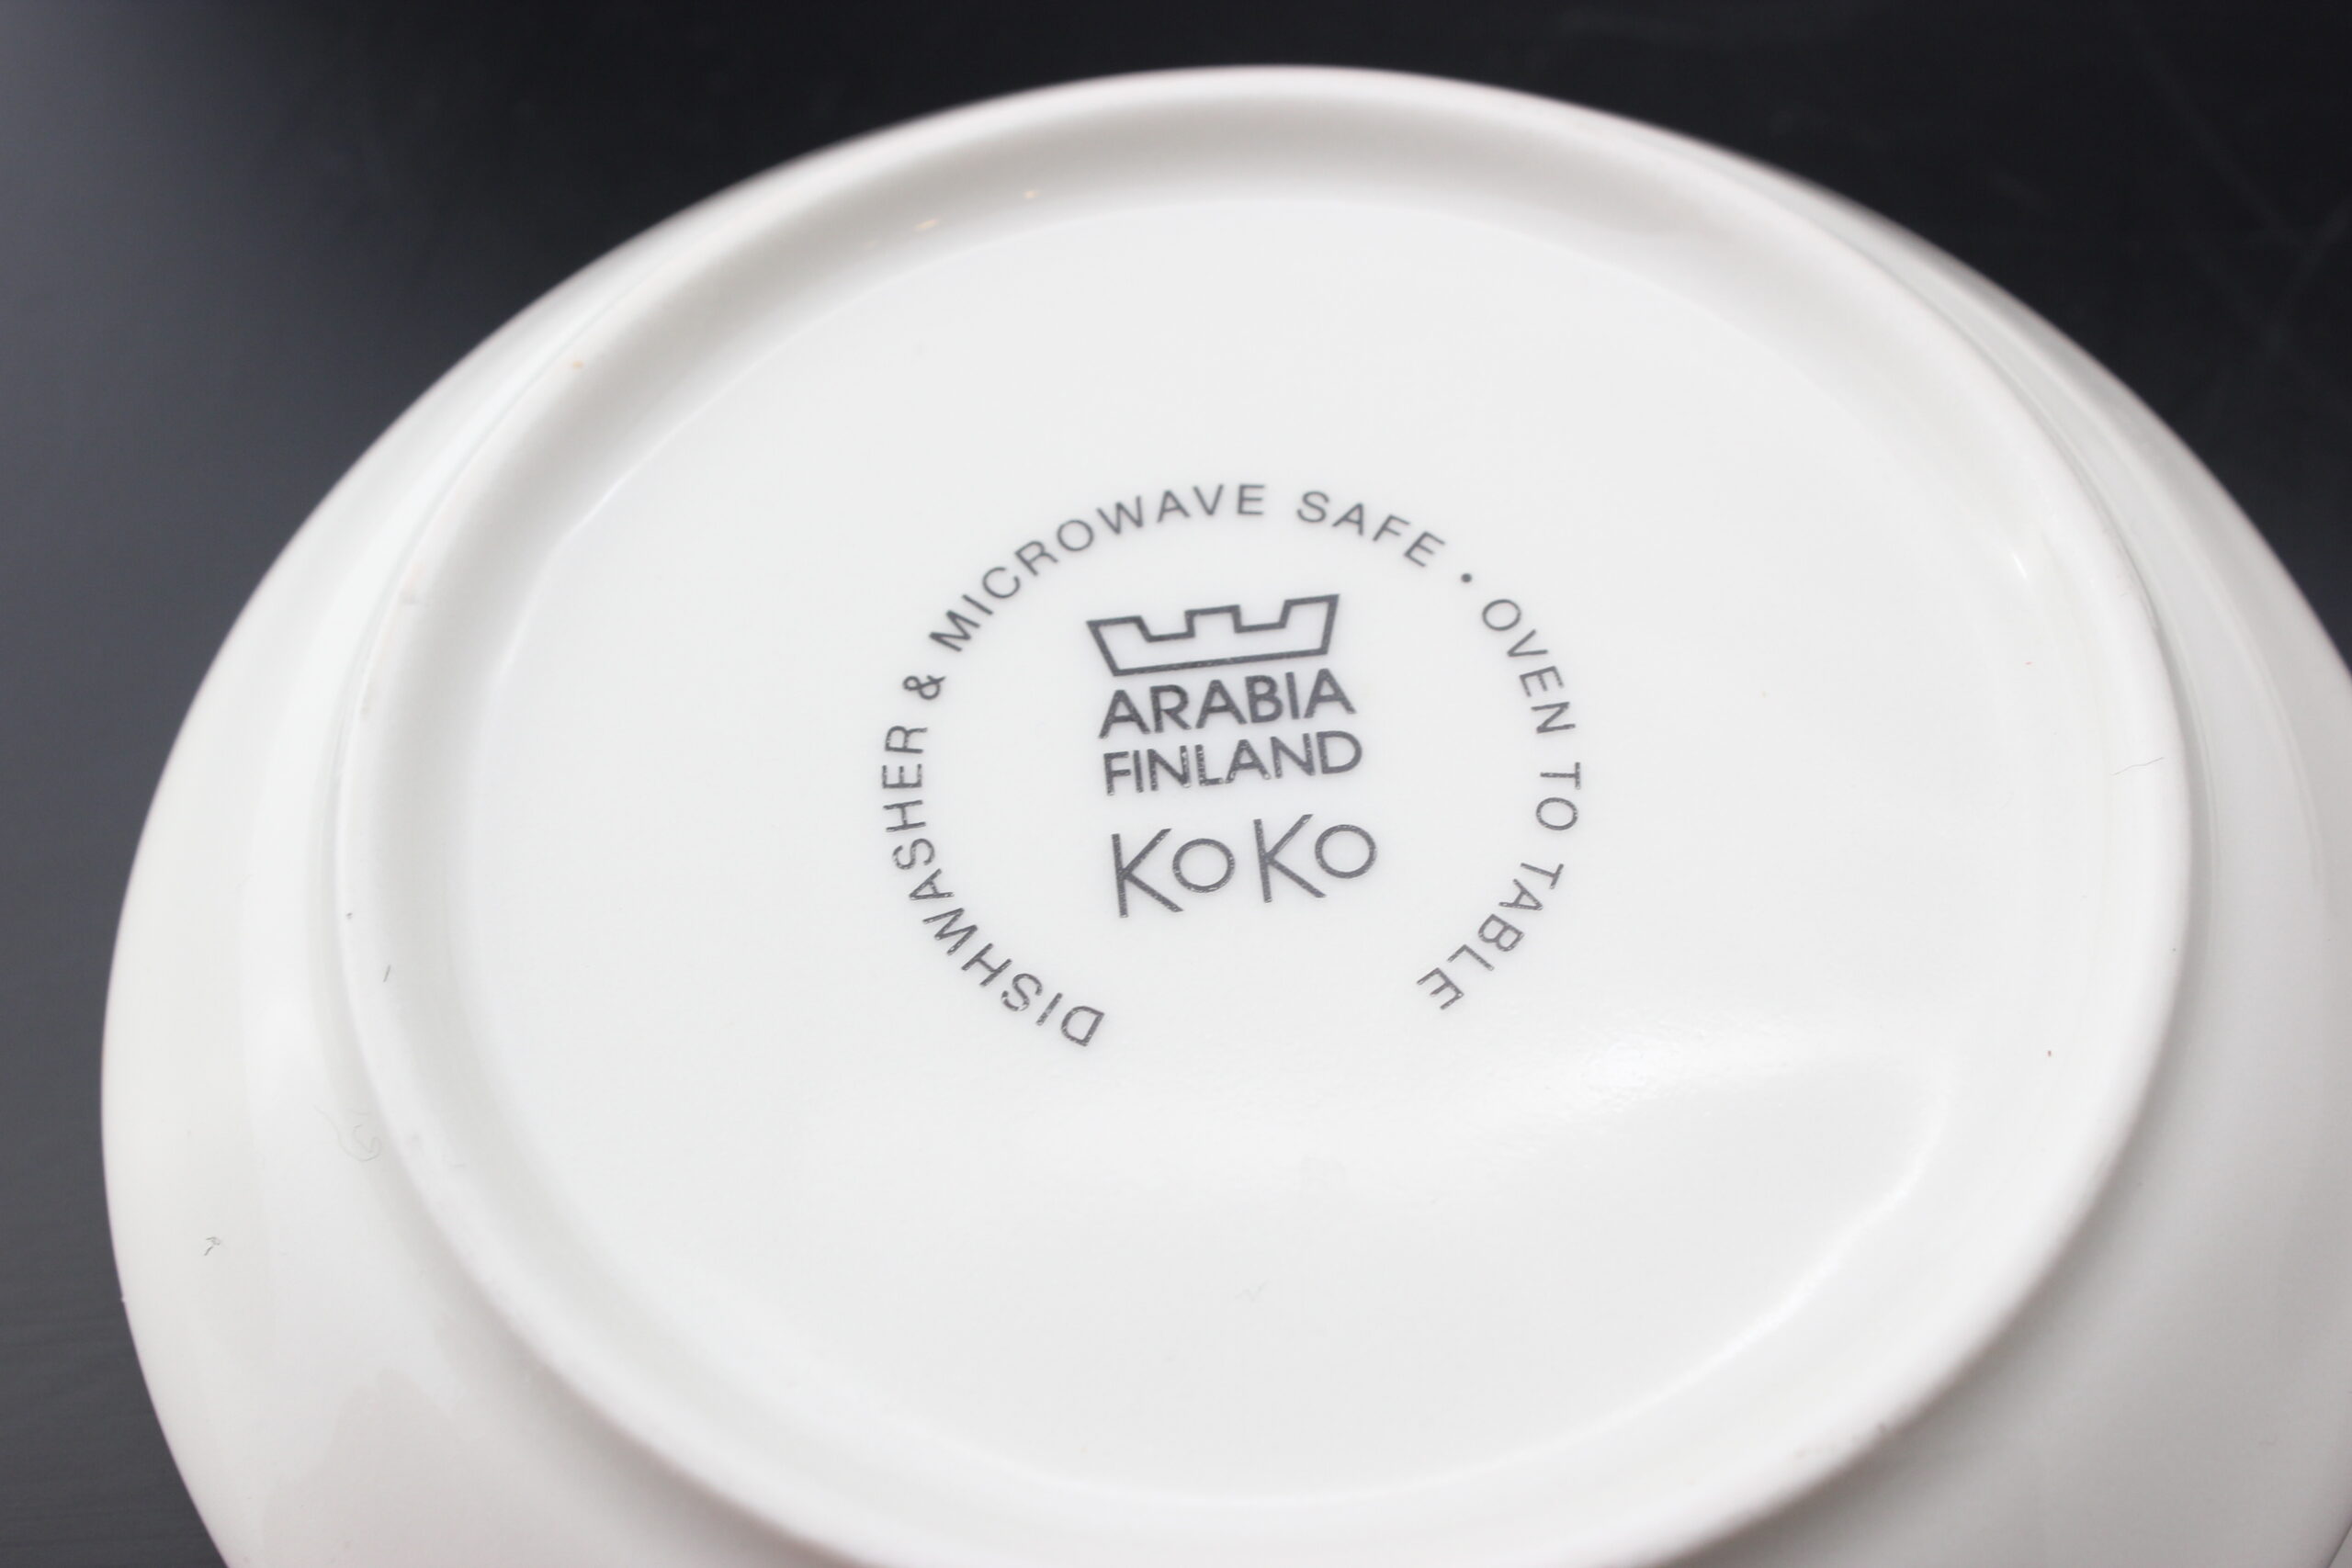 DISHWASHER & MICROWAVE SAFE • OVEN TO TABLE
ARABIA
FINLAND
KoKo